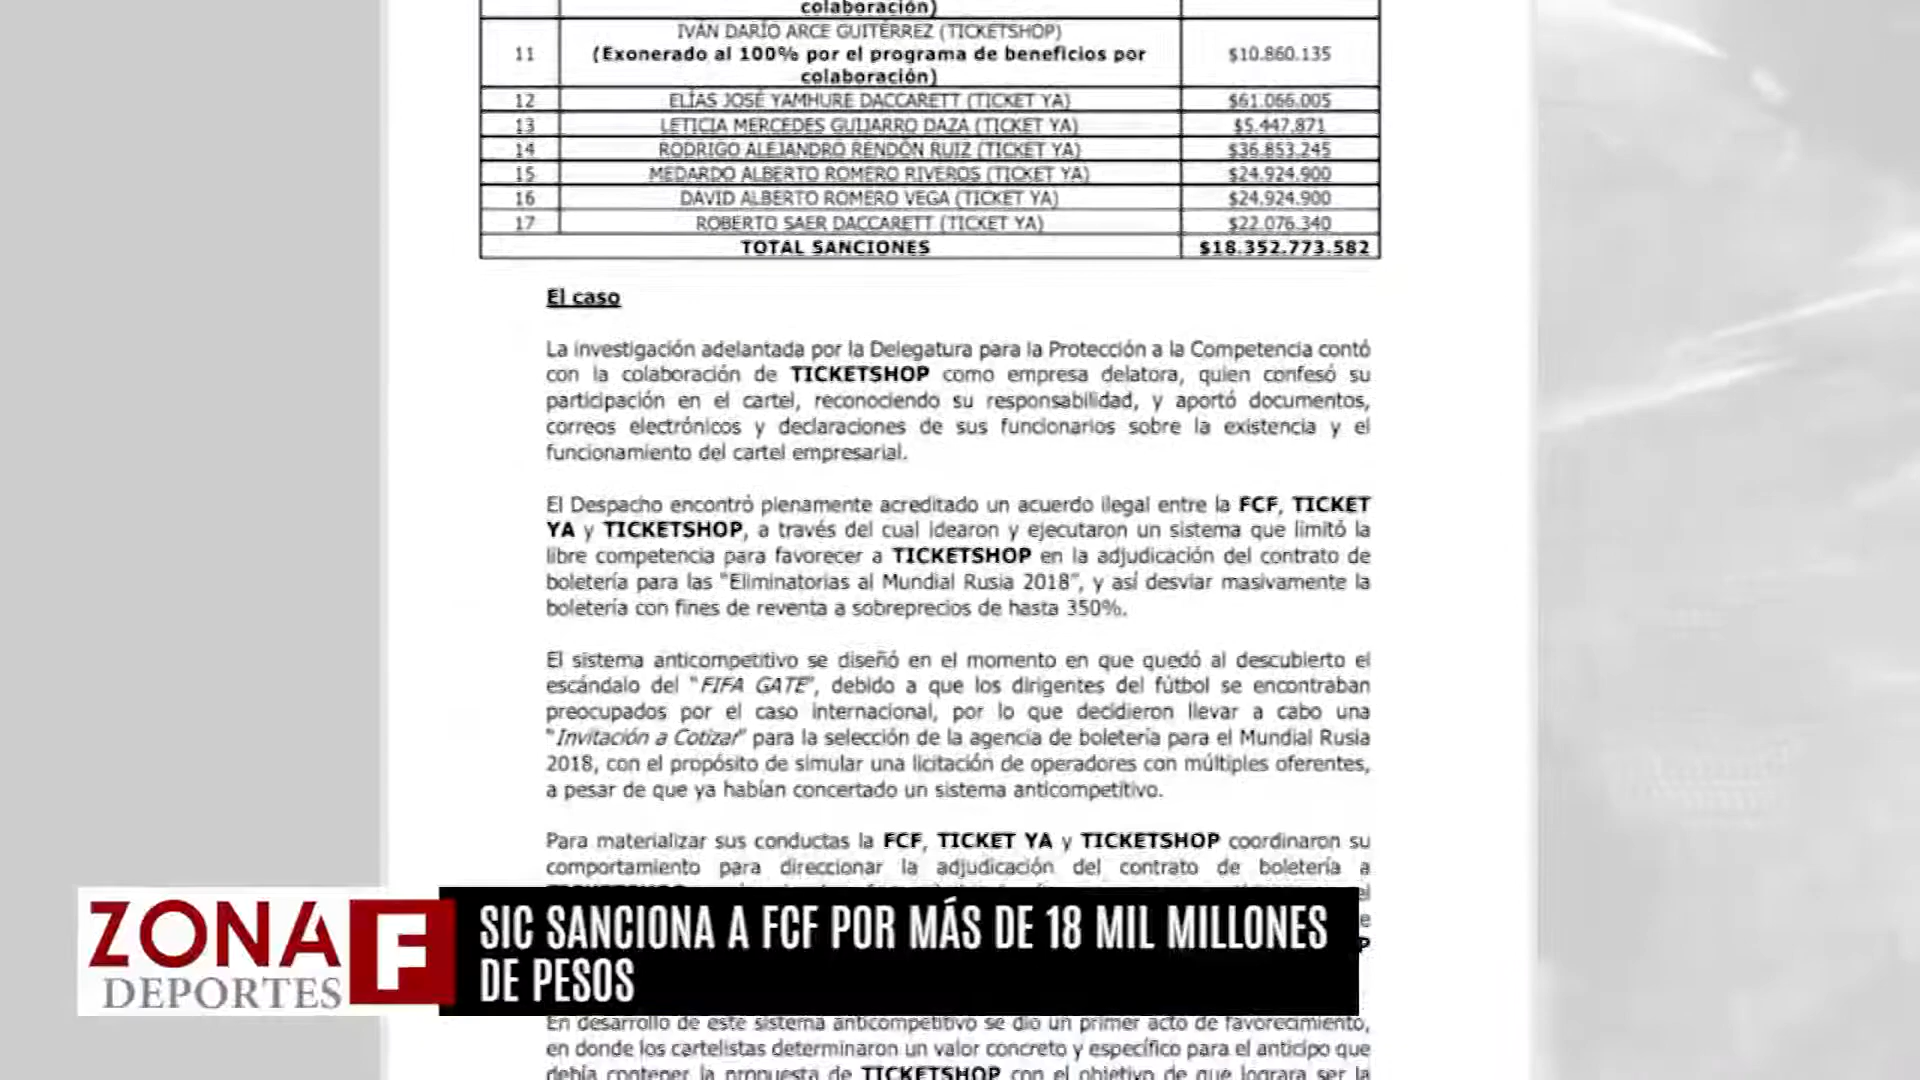 colaboración)
11 IVÁN DARÍO ARCE GUITÉRREZ (TICKETSHOP) $10.860.135
(Exonerado al 100% por el programa de beneficios por
colaboración)
12 ELÍAS JOSÉ YAMHURE DACCARETT (TICKET YA) $61.066.005
13 LETICIA MERCEDES GUIJARRO DAZA (TICKET YA) $5.447.871
14 RODRIGO ALEJANDRO RENDÓN RUIZ (TICKET YA) $36.853.245
15 MEDARDO ALBERTO ROMERO RIVEROS (TICKET YA) $24.924.900
16 DAVID ALBERTO ROMERO VEGA (TICKET YA) $24.924.900
17 ROBERTO SAER DACCARETT (TICKET YA) $22.076.340
TOTAL SANCIONES $18.352.773.582
El caso
La investigación adelantada por la Delegatura para la Protección a la Competencia contó
con la colaboración de TICKETSHOP como empresa delatora, quien confesó su
participación en el cartel, reconociendo su responsabilidad, y aportó documentos,
correos electrónicos y declaraciones de sus funcionarios sobre la existencia y el
funcionamiento del cartel empresarial.
El Despacho encontró plenamente acreditado un acuerdo ilegal entre la FCF, TICKET
YA y TICKETSHOP, a través del cual idearon y ejecutaron un sistema que limitó la
libre competencia para favorecer a TICKETSHOP en la adjudicación del contrato de
boletería para las "Eliminatorias al Mundial Rusia 2018", y así desviar masivamente la
boletería con fines de reventa a sobreprecios de hasta 350%.
El sistema anticompetitivo se diseñó en el momento en que quedó al descubierto el
escándalo del "FIFA GATE", debido a que los dirigentes del fútbol se encontraban
preocupados por el caso internacional, por lo que decidieron llevar a cabo una
"Invitación a Cotizar" para la selección de la agencia de boletería para el Mundial Rusia
2018, con el propósito de simular una licitación de operadores con múltiples oferentes,
a pesar de que ya habían concertado un sistema anticompetitivo.
Para materializar sus conductas la FCF, TICKET YA y TICKETSHOP coordinaron su
comportamiento para direccionar la adjudicación del contrato de boletería a
ZONA F
DEPORTES
SIC SANCIONA A FCF POR MÁS DE 18 MIL MILLONES
DE PESOS
En desarrollo de este sistema anticompetitivo se dio un primer acto de favorecimiento,
en donde los cartelistas determinaron un valor concreto y específico para el anticipo que
debía contener la propuesta de TICKETSHOP con el objetivo de que lograra ser la